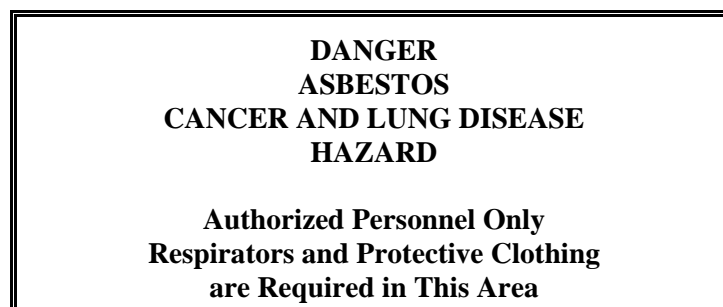 DANGER
ASBESTOS
CANCER AND LUNG DISEASE
HAZARD
Authorized Personnel Only
Respirators and Protective Clothing
are Required in This Area